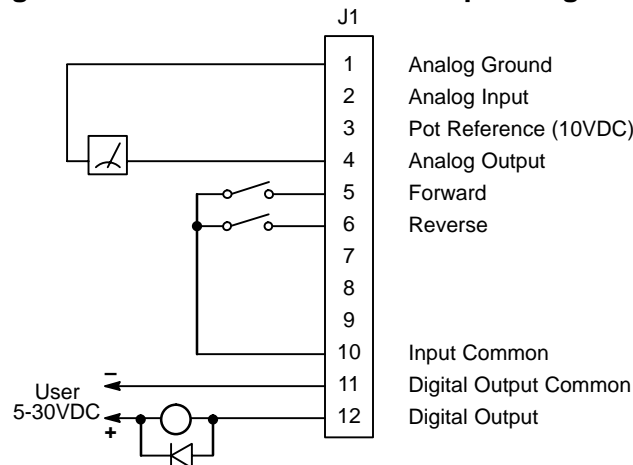 J1
1 Analog Ground
2 Analog Input
3 Pot Reference (10VDC)
4 Analog Output
5 Forward
6 Reverse
7
8
9
10 Input Common
– 11 Digital Output Common
User
5-30VDC
+ 12 Digital Output